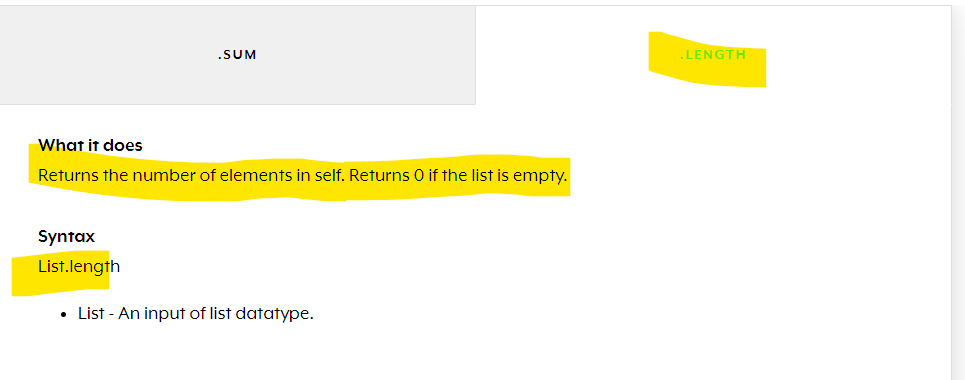 .SUM
.LENGTH
What it does
Returns the number of elements in self. Returns 0 if the list is empty.
Syntax
List.length
• List - An input of list datatype.